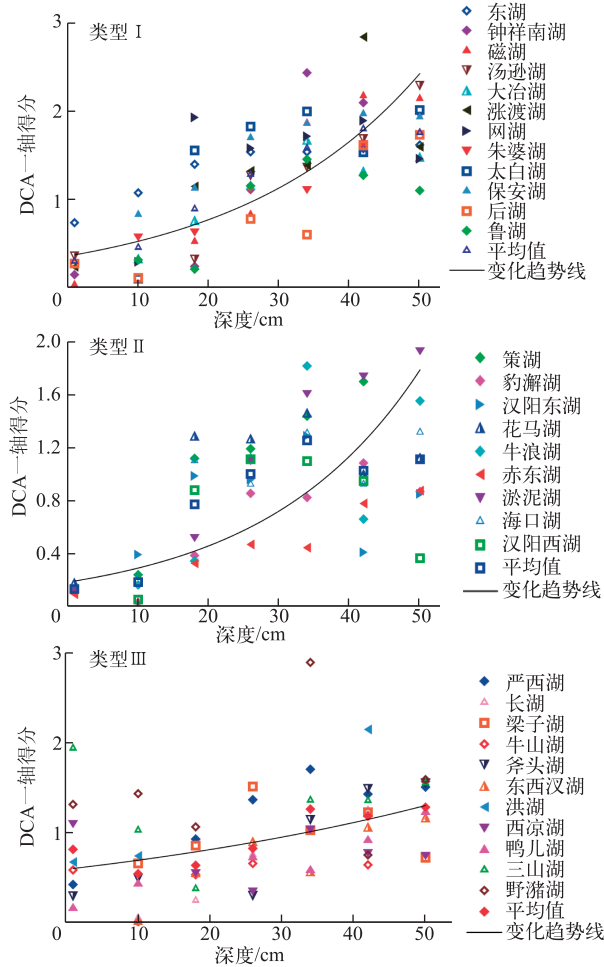 类型Ⅰ
DCA一轴得分
3
2
1
0
0 10 20 30 40 50
深度/cm
东湖
钟祥南湖
磁湖
汤逊湖
大冶湖
涨渡湖
网湖
朱婆湖
太白湖
保安湖
后湖
鲁湖
平均值
变化趋势线
类型Ⅱ
DCA一轴得分
2.0
1.6
1.2
0.8
0.4
0
0 10 20 30 40 50
深度/cm
策湖
豹澥湖
汉阳东湖
花马湖
牛浪湖
赤东湖
淤泥湖
海口湖
汉阳西湖
平均值
变化趋势线
类型Ⅲ
DCA一轴得分
3
2
1
0 10 20 30 40 50
深度/cm
严西湖
长湖
梁子湖
牛山湖
斧头湖
东西汊湖
洪湖
西凉湖
鸭儿湖
三山湖
野潴湖
平均值
变化趋势线